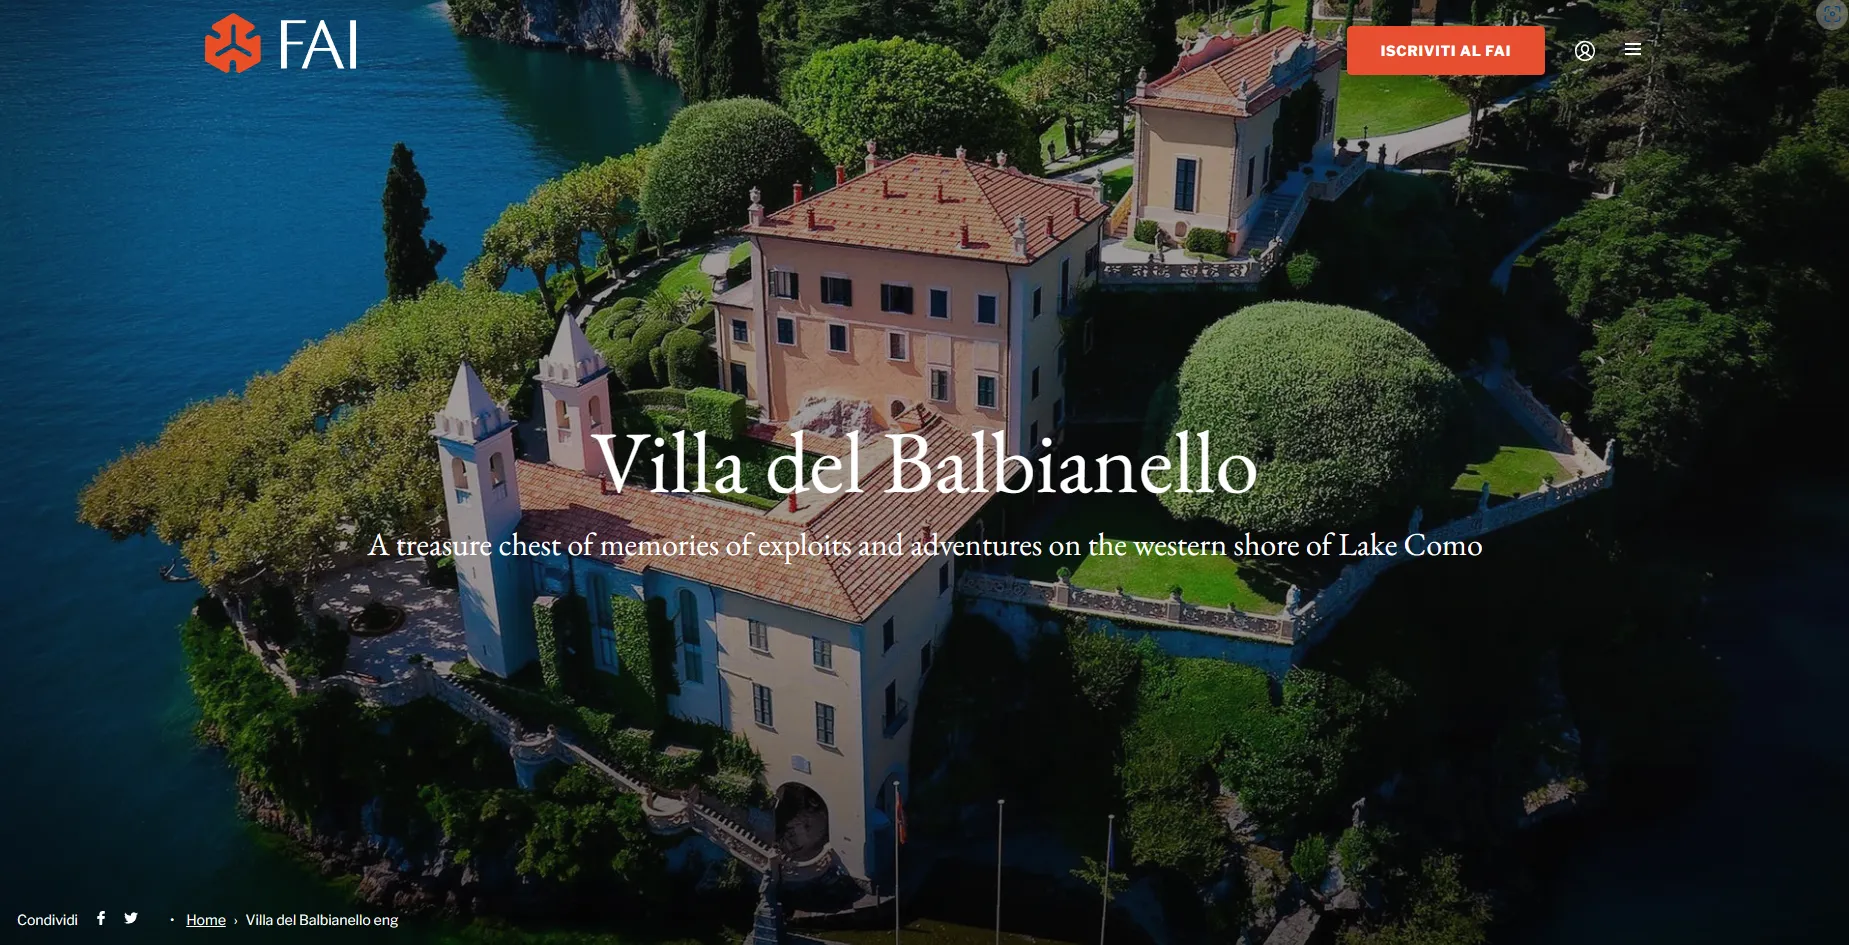 FAI
ISCRIVITI AL FAI
Villa del Balbianello
A treasure chest of memories of exploits and adventures on the western shore of Lake Como
Condividi • Home › Villa del Balbianello eng